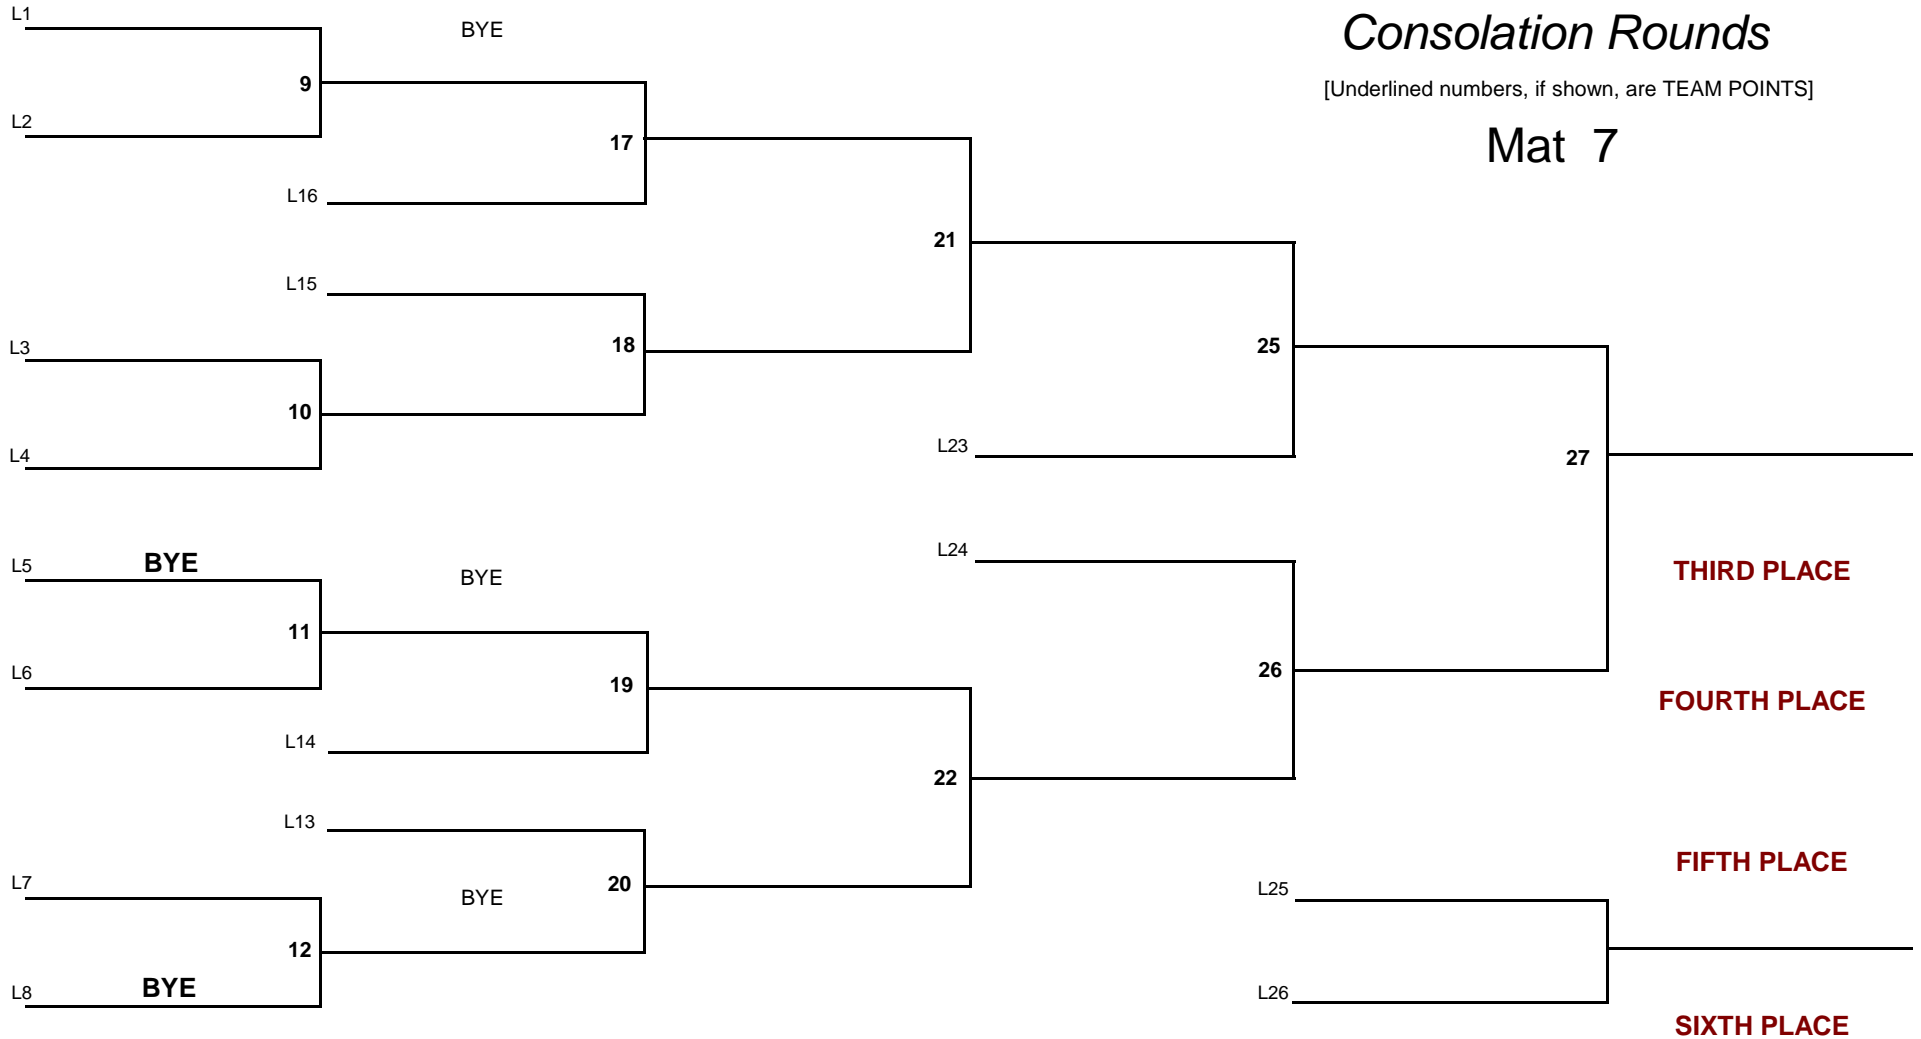 L1
BYE
Consolation Rounds
9
[Underlined numbers, if shown, are TEAM POINTS]
L2
17
Mat 7
L16
21
L15
L3
18
25
10
L4
L23
27
L5
BYE
BYE
L24
THIRD PLACE
11
L6
19
26
FOURTH PLACE
L14
22
L13
FIFTH PLACE
L7
BYE
20
L25
12
L8
BYE
L26
SIXTH PLACE